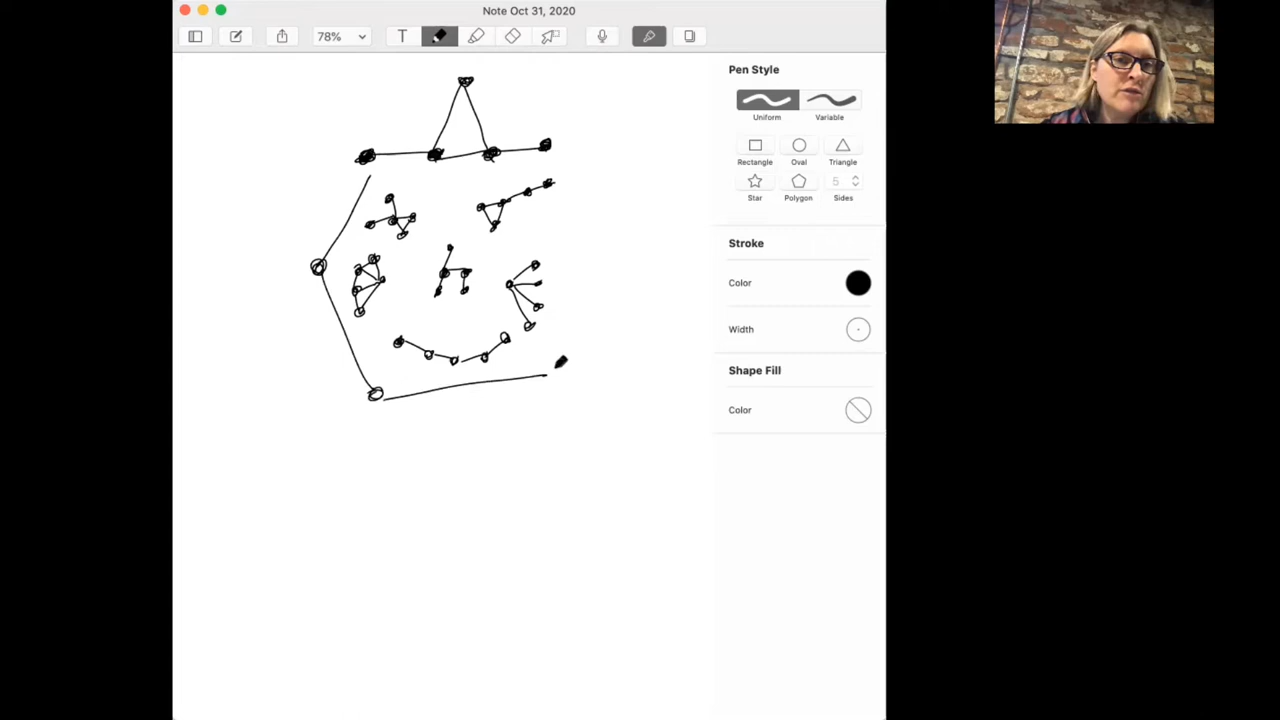 Note Oct 31, 2020
78%
T
Pen Style
Uniform
Variable
Rectangle
Oval
Triangle
5
Star
Polygon
Sides
Stroke
Color
Width
Shape Fill
Color